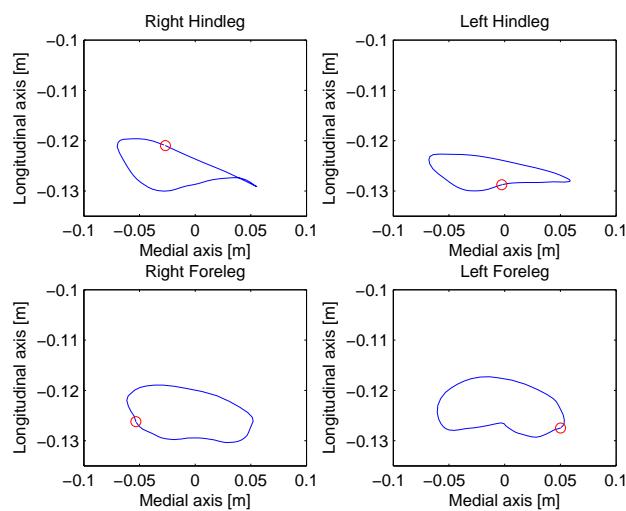 Right Hindleg
Left Hindleg
−0.1
−0.11
−0.12
−0.13
Longitudinal axis [m]
−0.1 −0.05 0 0.05 0.1
Medial axis [m]
−0.1
−0.11
−0.12
−0.13
Longitudinal axis [m]
−0.1 −0.05 0 0.05 0.1
Medial axis [m]
Right Foreleg
Left Foreleg
−0.1
−0.11
−0.12
−0.13
Longitudinal axis [m]
−0.1 −0.05 0 0.05 0.1
Medial axis [m]
−0.1
−0.11
−0.12
−0.13
Longitudinal axis [m]
−0.1 −0.05 0 0.05 0.1
Medial axis [m]